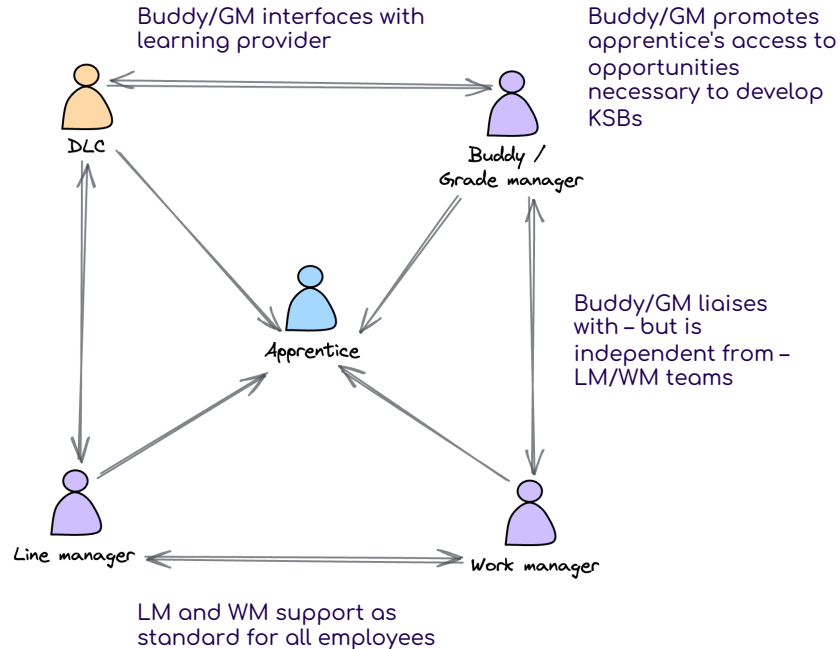 Buddy/GM interfaces with
learning provider
Buddy/GM promotes
apprentice's access to
opportunities
necessary to develop
KSBs
DLC
Buddy /
Grade manager
Apprentice
Buddy/GM liaises
with – but is
independent from –
LM/WM teams
Line manager
Work manager
LM and WM support as
standard for all employees